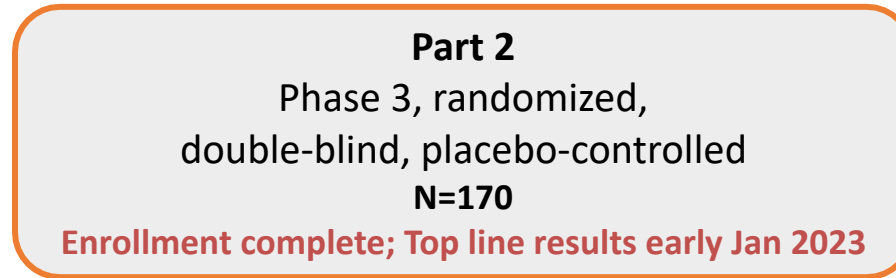 Part 2
Phase 3, randomized,
double-blind, placebo-controlled
N=170
Enrollment complete; Top line results early Jan 2023